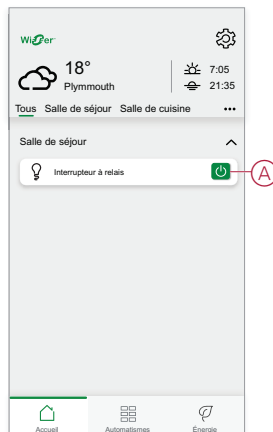 Wiser
18°
Plymmouth
7:05
21:35
Tous Salle de séjour Salle de cuisine •••
Salle de séjour
Interrupteur à relais
A
Accueil Automatismes Énergie